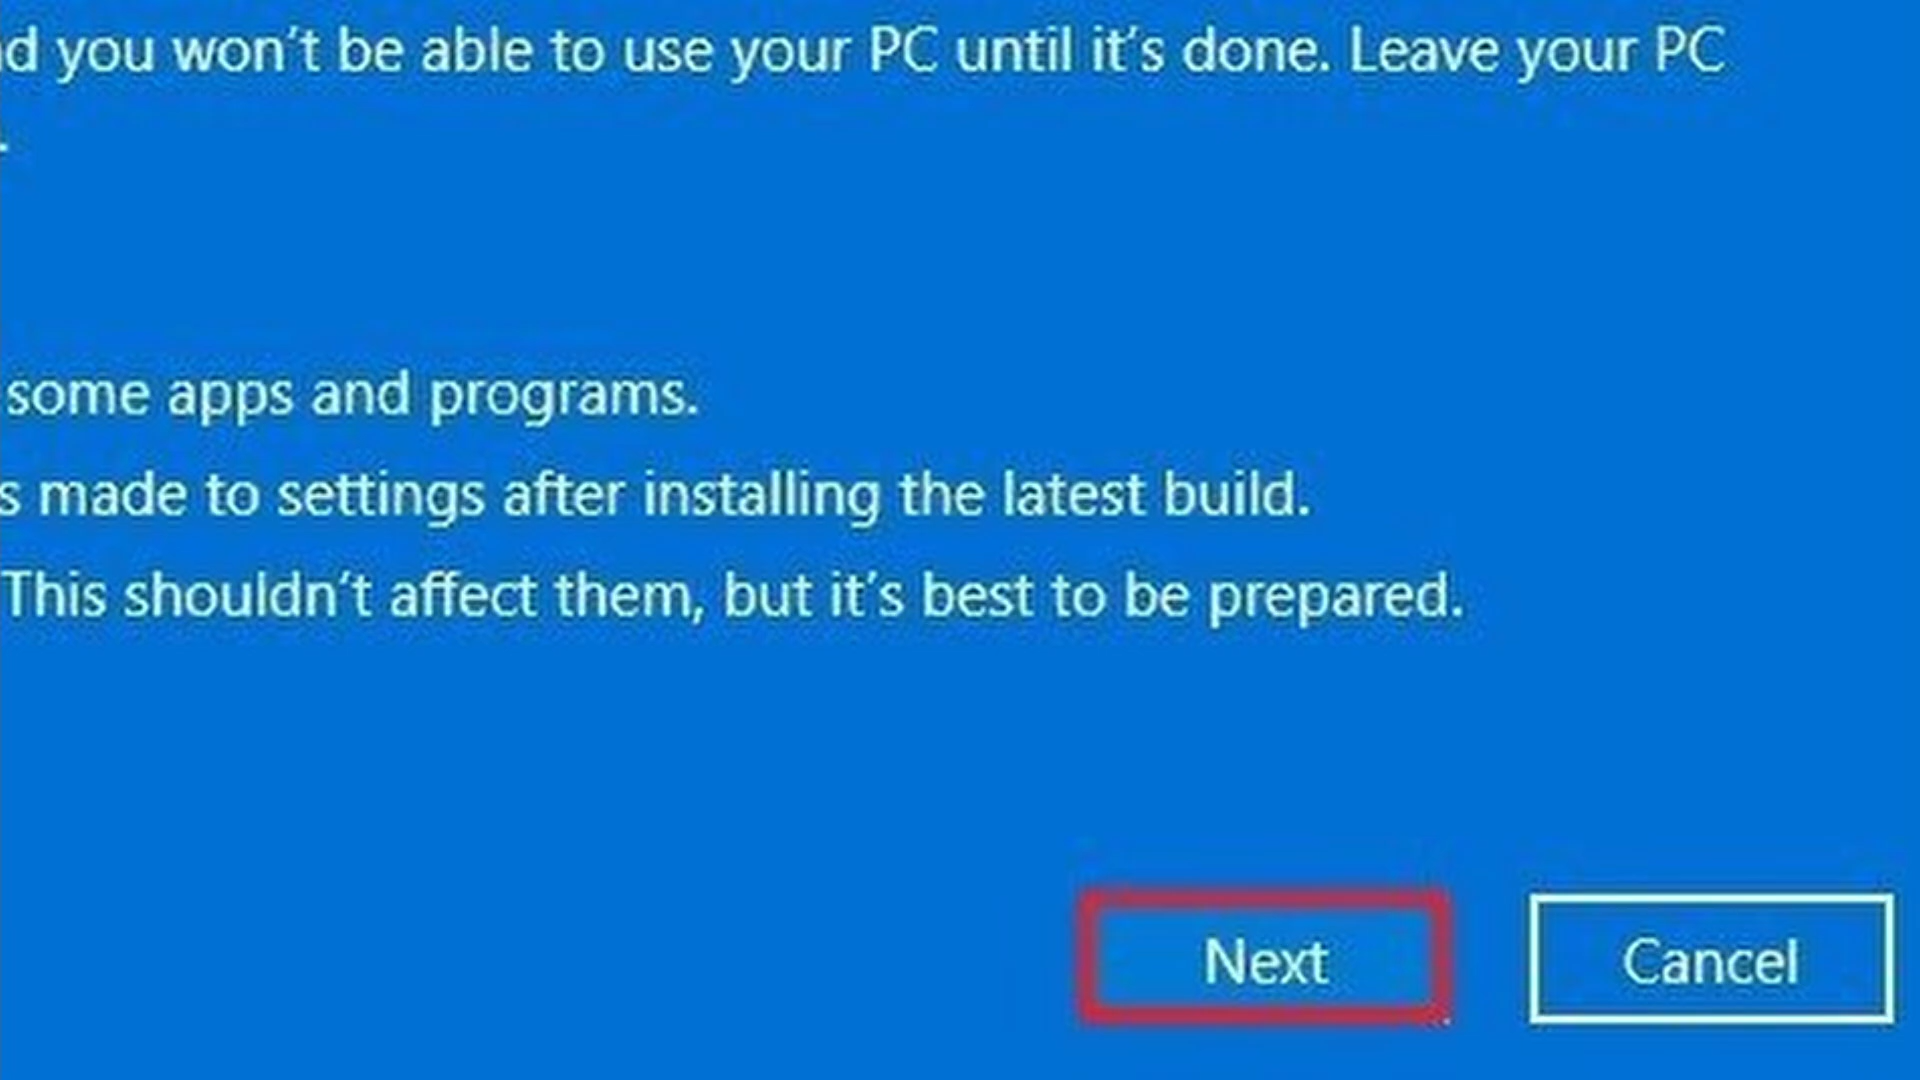 you won't be able to use your PC until it's done. Leave your PC
some apps and programs.
made to settings after installing the latest build.
This shouldn't affect them, but it's best to be prepared.
Next
Cancel